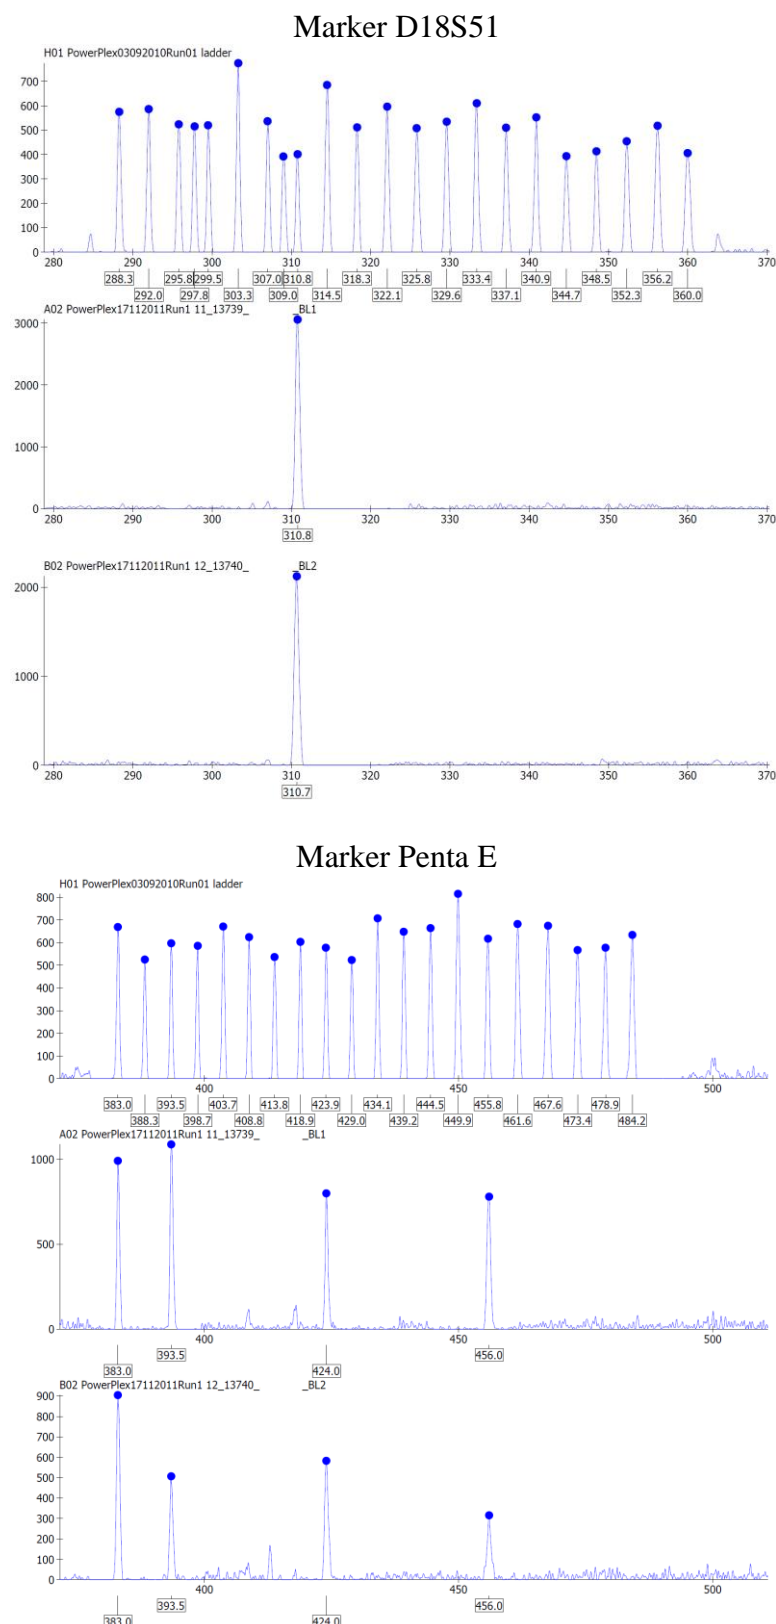 Marker D18S51
H01 PowerPlex03092010Run01 ladder
700
600
500
400
300
200
100
0
280 290 300 310 320 330 340 350 360 370
288.3 295.8 299.5 307.0 310.8 318.3 325.8 333.4 340.9 348.5 356.2
292.0 297.8 303.3 309.0 314.5 322.1 329.6 337.1 344.7 352.3 360.0
A02 PowerPlex17112011Run1 11_13739_ _BL1
3000
2000
1000
0
280 290 300 310 320 330 340 350 360 370
310.8
B02 PowerPlex17112011Run1 12_13740_ _BL2
2000
1000
0
280 290 300 310 320 330 340 350 360 370
310.7
Marker Penta E
H01 PowerPlex03092010Run01 ladder
800
700
600
500
400
300
200
100
0
400 450 500
383.0 393.5 403.7 413.8 423.9 434.1 444.5 455.8 467.6 478.9
388.3 398.7 408.8 418.9 429.0 439.2 449.9 461.6 473.4 484.2
A02 PowerPlex17112011Run1 11_13739_ _BL1
1000
500
0
400 450 500
383.0 424.0 456.0
393.5
B02 PowerPlex17112011Run1 12_13740_ _BL2
900
800
700
600
500
400
300
200
100
0
400 450 500
393.5 456.0
383.0 424.0